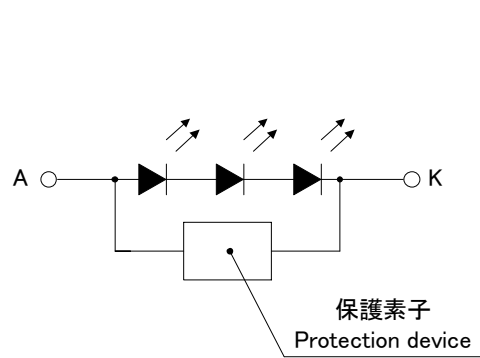 A K
保護素子
Protection device